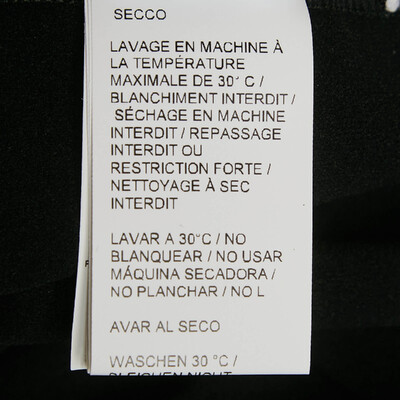 SECCO
LAVAGE EN MACHINE À
LA TEMPÉRATURE
MAXIMALE DE 30° C /
BLANCHIMENT INTERDIT /
SÉCHAGE EN MACHINE
INTERDIT / REPASSAGE
INTERDIT OU
RESTRICTION FORTE /
NETTOYAGE À SEC
INTERDIT
LAVAR A 30°C / NO
BLANQUEAR / NO USAR
MÁQUINA SECADORA /
NO PLANCHAR / NO L
AVAR AL SECO
WASCHEN 30 °C /
BLEICHEN NICHT